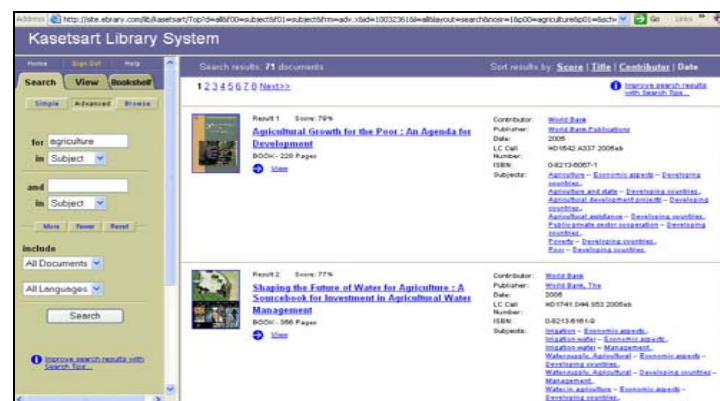 Address http://site.ebrary.com/lib/kasetsart/Top?d=all&f00=subject&f01=subject&frm=adv.x&id=10032361&l=all&layout=search&nosr=1&p00=agriculture&p01=&sch Go Links
Kasetsart Library System
Home Sign Out Help
Search View Bookshelf
Simple Advanced Browse
for agriculture
in Subject
and
in Subject
More Fewer Reset
include
All Documents
All Languages
Search
Improve search results with
Search Tips...
Search results: 71 documents
Sort results by: Score | Title | Contributor | Date
1 2 3 4 5 6 7 8 Next>>
Improve search results
with Search Tips...
Result 1 Score: 79%
Agricultural Growth for the Poor : An Agenda for
Development
BOOK - 228 Pages
View
Contributor: World Bank
Publisher: World Bank Publications
Date: 2005
LC Call HD1542.A337 2005eb
Number:
ISBN: 0-8213-6067-1
Subjects: Agriculture -- Economic aspects -- Developing
countries.
Agriculture and state -- Developing countries.
Agricultural development projects -- Developing
countries.
Agricultural assistance -- Developing countries.
Public-private sector cooperation -- Developing
countries.
Poverty -- Developing countries.
Poor -- Developing countries.
Result 2 Score: 77%
Shaping the Future of Water for Agriculture : A
Sourcebook for Investment in Agricultural Water
Management
BOOK - 356 Pages
View
Contributor: World Bank
Publisher: World Bank, The
Date: 2005
LC Call HD1741.D44.S53 2005eb
Number:
ISBN: 0-8213-6161-9
Subjects: Irrigation -- Economic aspects.
Irrigation water -- Economic aspects.
Irrigation water -- Management.
Water-supply, Agricultural -- Economic aspects --
Developing countries.
Water-supply, Agricultural -- Developing countries --
Management.
Water in agriculture -- Economic aspects --
Developing countries.